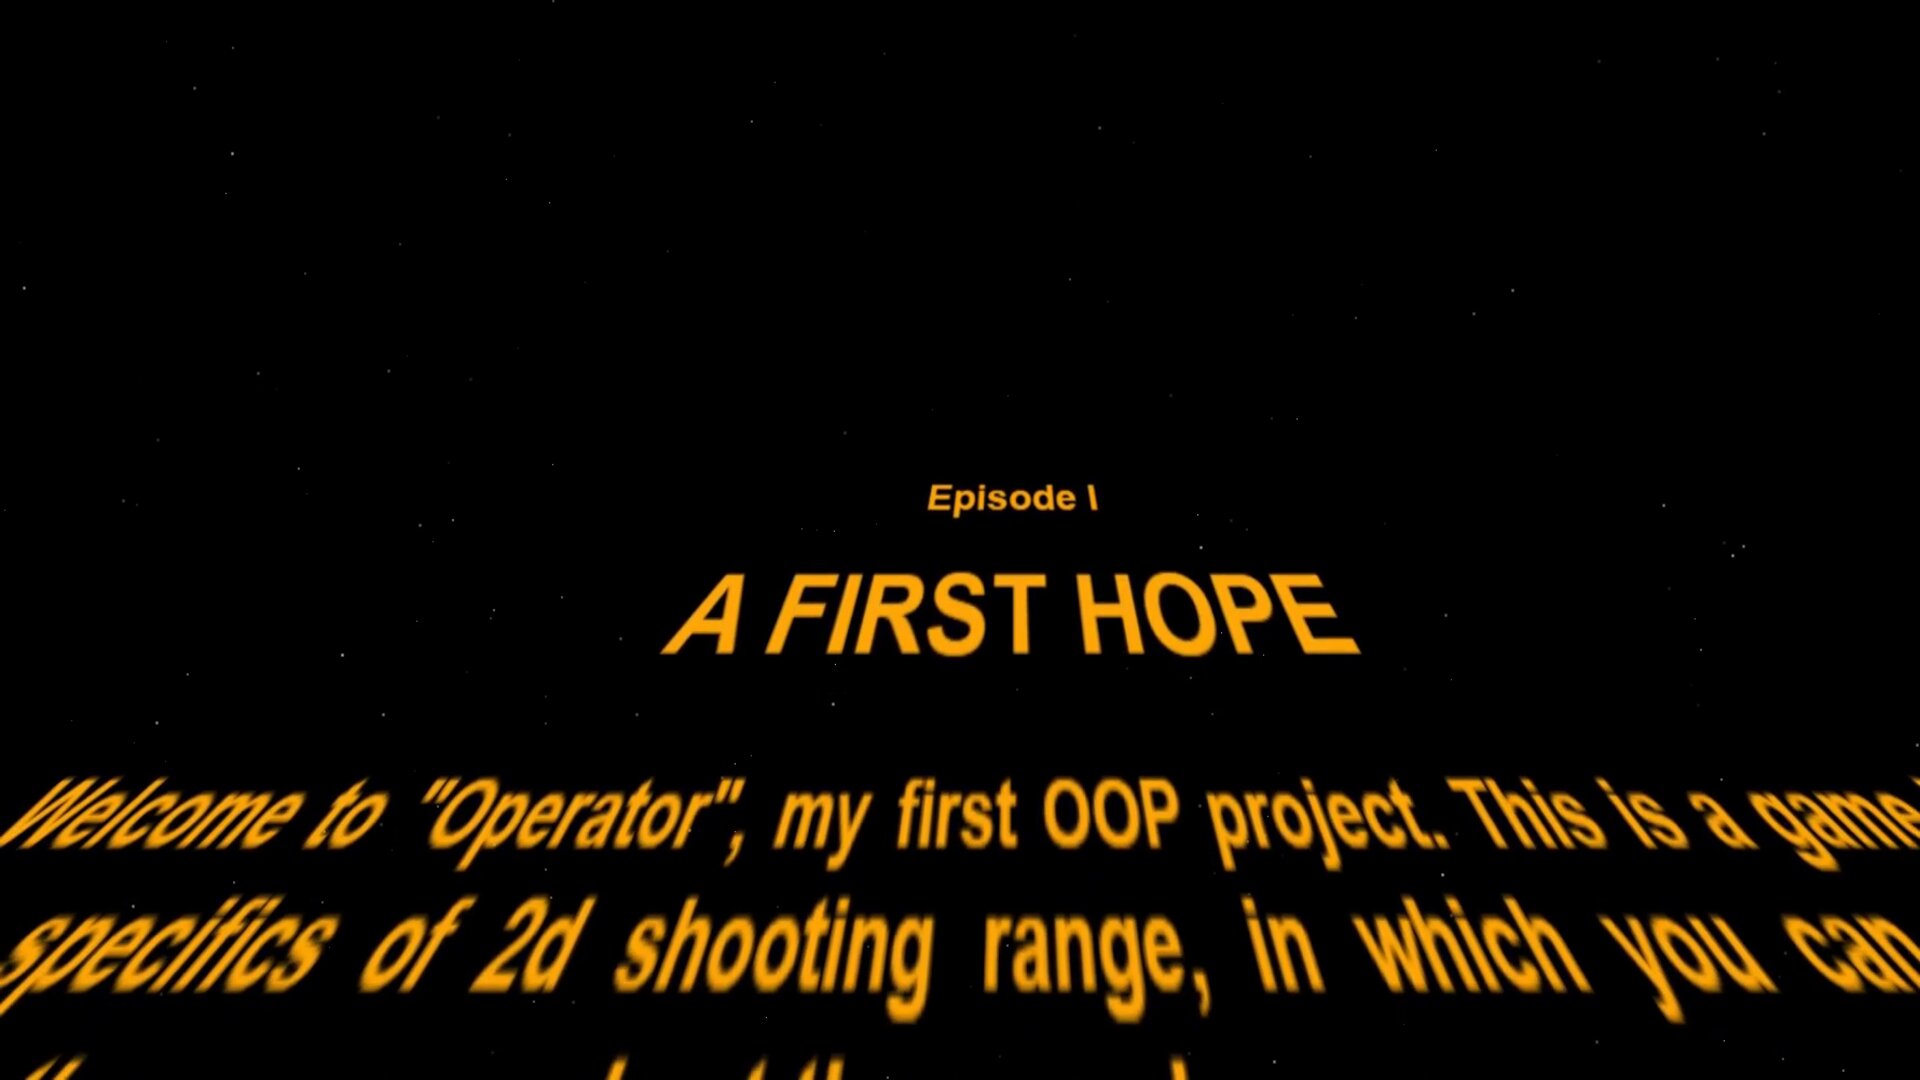 Episode I
A FIRST HOPE
Welcome to "Operator", my first OOP project. This is a game
specifics of 2d shooting range, in which you can